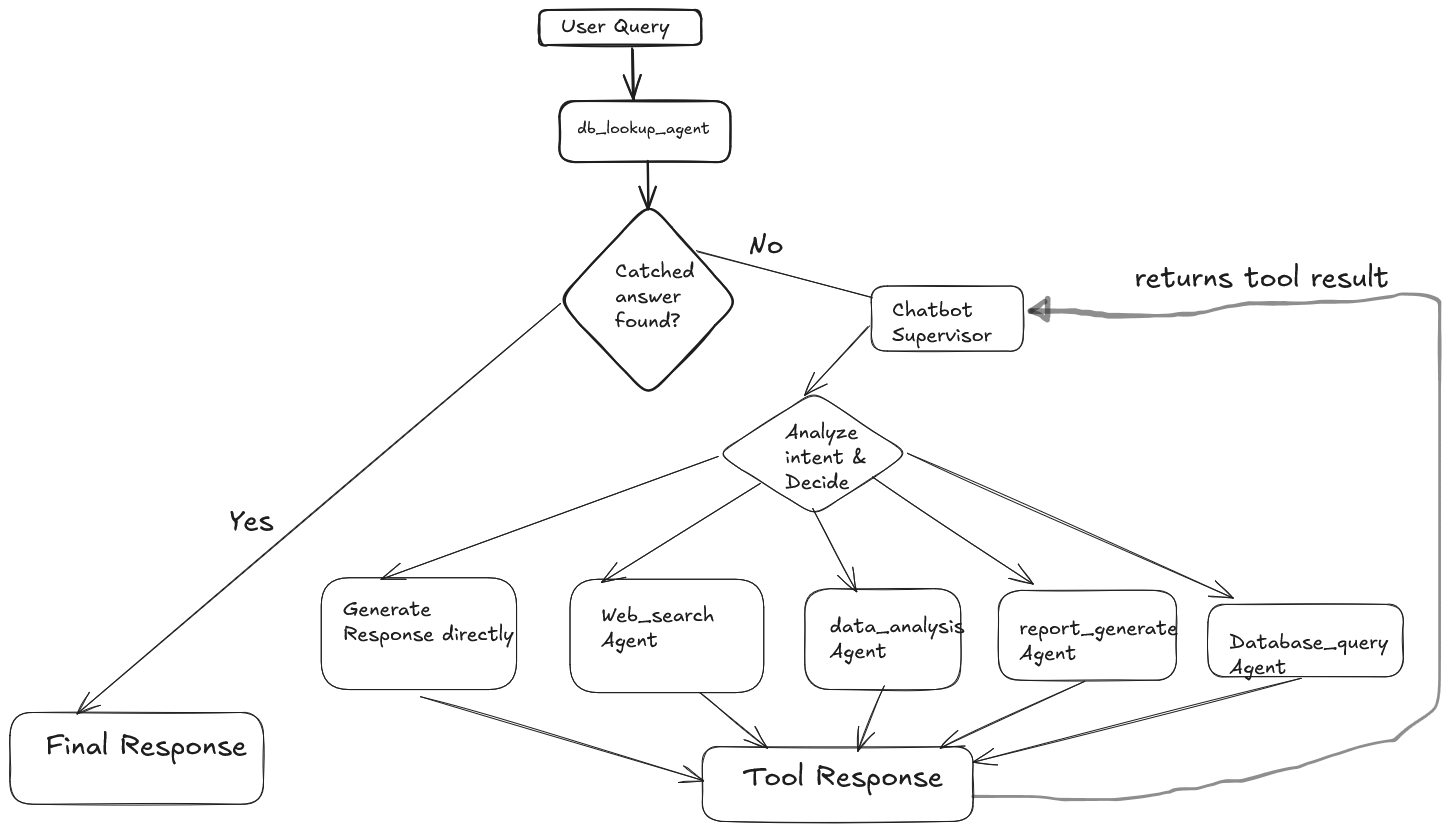 User Query
db_lookup_agent
Catched
answer
found?
No
returns tool result
Chatbot
Supervisor
Analyze
intent &
Decide
Yes
Generate
Response directly
Web_search
Agent
data_analysis
Agent
report_generate
Agent
Database_query
Agent
Final Response
Tool Response